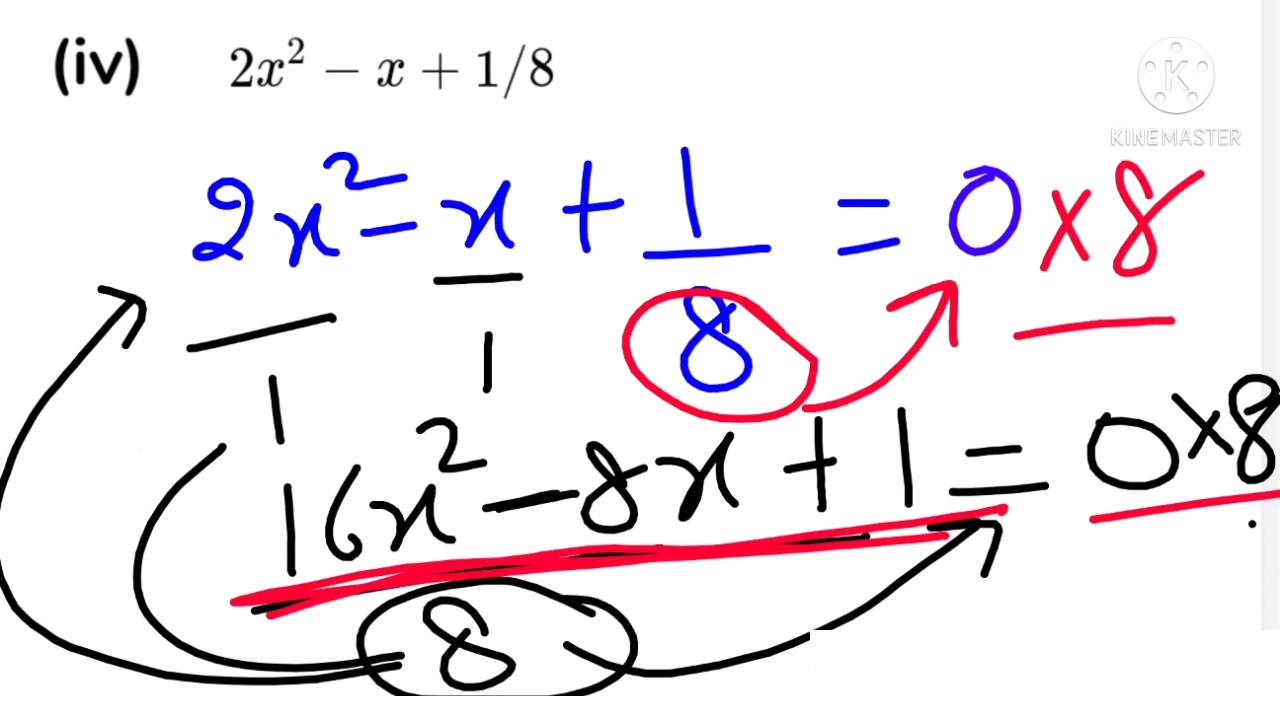 (iv) 2x² − x + 1/8
K
KINEMASTER
2x² - x + 1/8 = 0 × 8
1 1
16x² - 8x + 1 = 0 × 8
8